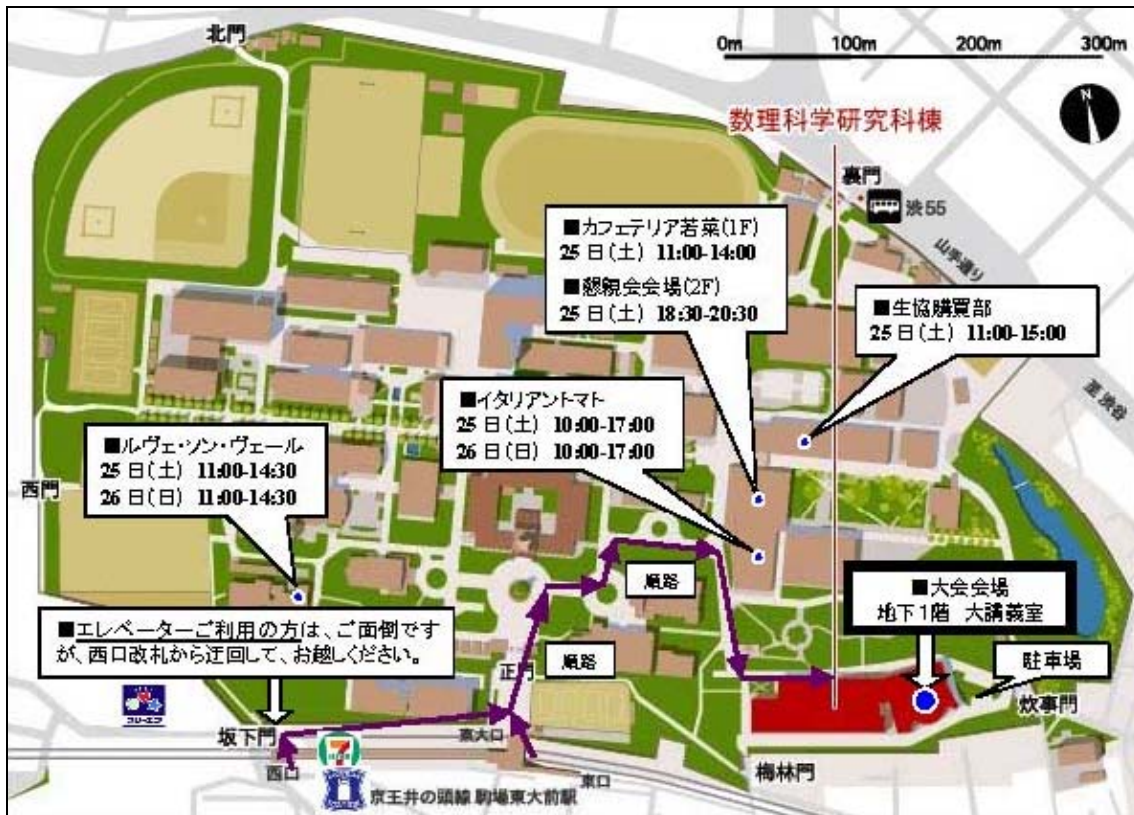 北門
0m 100m 200m 300m
N
数理科学研究科棟
裏門
渋55
山手通り
至 渋谷
■カフェテリア若菜(1F)
25日(土) 11:00-14:00
■懇親会会場(2F)
25日(土) 18:30-20:30
■生協購買部
25日(土) 11:00-15:00
■イタリアントマト
25日(土) 10:00-17:00
26日(日) 10:00-17:00
■ルヴェ・ソン・ヴェール
25日(土) 11:00-14:30
26日(日) 11:00-14:30
西門
順路
■大会会場
地下1階 大講義室
■エレベーターご利用の方は、ご面倒です
が、西口改札から迂回して、お越しください。
正門
順路
駐車場
炊事門
坂下門
東大口
西口
東口
梅林門
京王井の頭線 駒場東大前駅